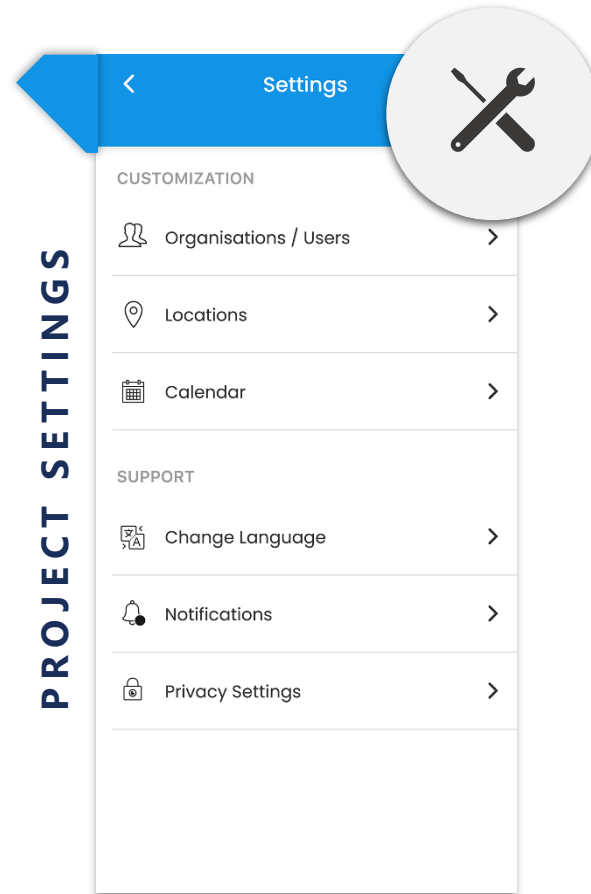 Settings
CUSTOMIZATION
Organisations / Users
Locations
Calendar
SUPPORT
Change Language
Notifications
Privacy Settings
PROJECT SETTINGS